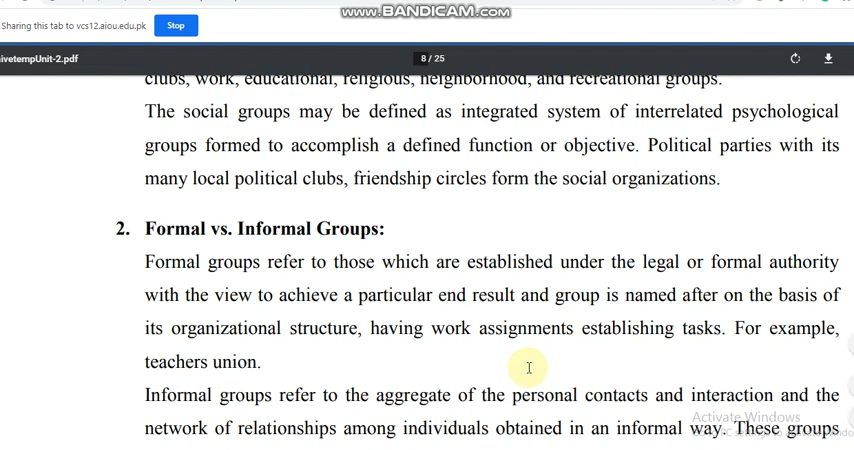 www.BANDICAM.com
Sharing this tab to vcs12.aiou.edu.pk Stop
ivetempUnit-2.pdf 8 / 25
clubs, work, educational, religious, neighborhood, and recreational groups.
The social groups may be defined as integrated system of interrelated psychological
groups formed to accomplish a defined function or objective. Political parties with its
many local political clubs, friendship circles form the social organizations.
2. Formal vs. Informal Groups:
Formal groups refer to those which are established under the legal or formal authority
with the view to achieve a particular end result and group is named after on the basis of
its organizational structure, having work assignments establishing tasks. For example,
teachers union.
Informal groups refer to the aggregate of the personal contacts and interaction and the
Activate Windows
network of relationships among individuals obtained in an informal way. These groups